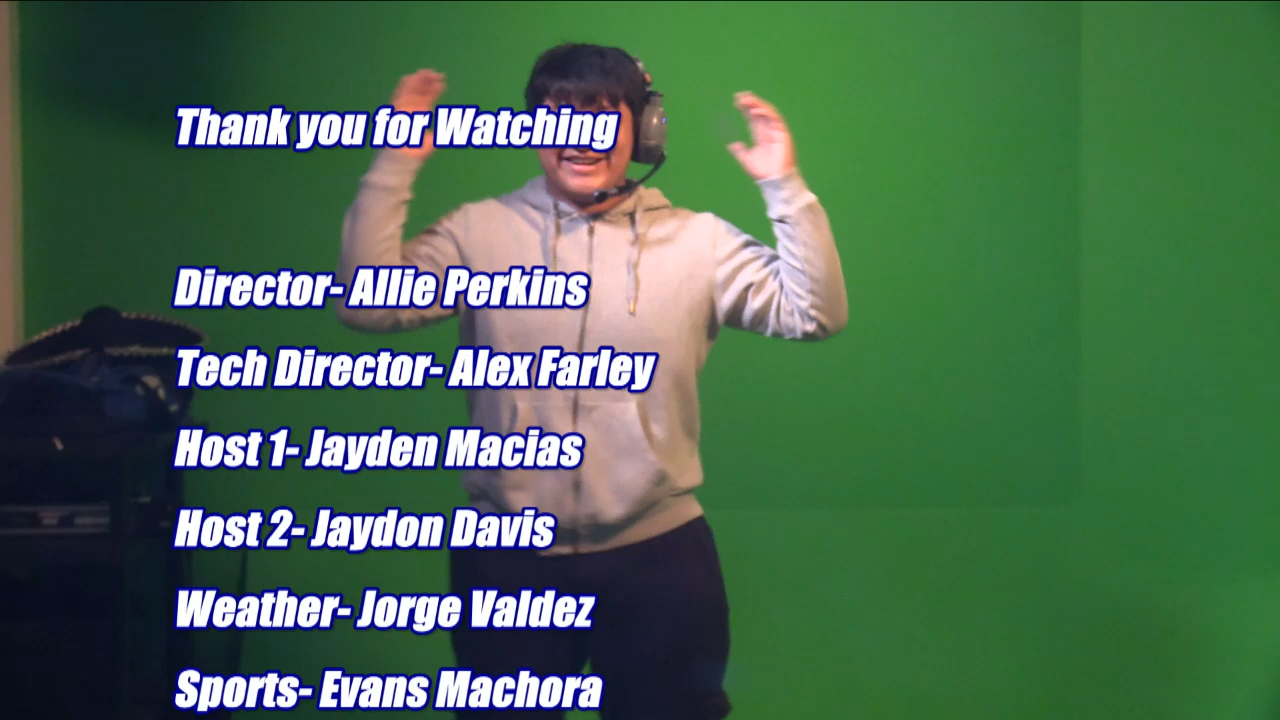 Thank you for Watching
Director- Allie Perkins
Tech Director- Alex Farley
Host 1- Jayden Macias
Host 2- Jaydon Davis
Weather- Jorge Valdez
Sports- Evans Machora